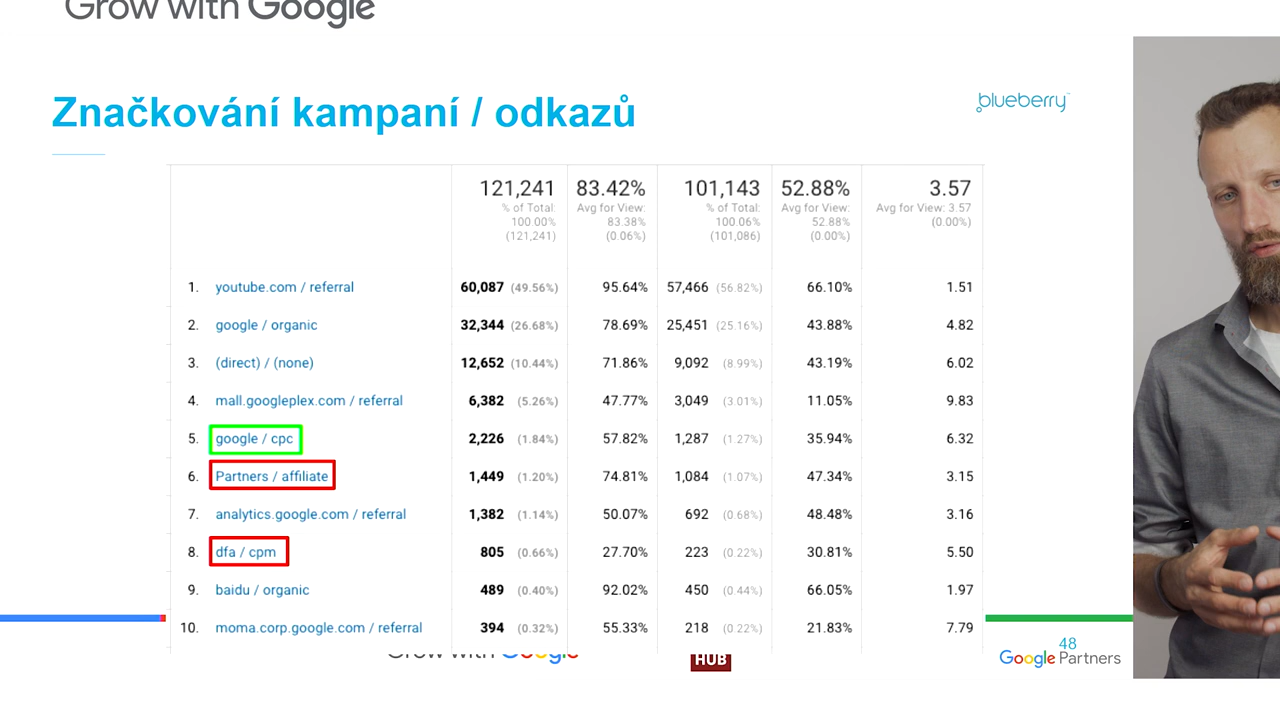 Grow with Google
Značkování kampaní / odkazů
blueberry™
121,241 83.42% 101,143 52.88% 3.57
% of Total: Avg for View: % of Total: Avg for View: Avg for View: 3.57
100.00% 83.38% 100.06% 52.88% (0.00%)
(121,241) (0.06%) (101,086) (0.00%)
1. youtube.com / referral 60,087 (49.56%) 95.64% 57,466 (56.82%) 66.10% 1.51
2. google / organic 32,344 (26.68%) 78.69% 25,451 (25.16%) 43.88% 4.82
3. (direct) / (none) 12,652 (10.44%) 71.86% 9,092 (8.99%) 43.19% 6.02
4. mall.googleplex.com / referral 6,382 (5.26%) 47.77% 3,049 (3.01%) 11.05% 9.83
5. google / cpc 2,226 (1.84%) 57.82% 1,287 (1.27%) 35.94% 6.32
6. Partners / affiliate 1,449 (1.20%) 74.81% 1,084 (1.07%) 47.34% 3.15
7. analytics.google.com / referral 1,382 (1.14%) 50.07% 692 (0.68%) 48.48% 3.16
8. dfa / cpm 805 (0.66%) 27.70% 223 (0.22%) 30.81% 5.50
9. baidu / organic 489 (0.40%) 92.02% 450 (0.44%) 66.05% 1.97
10. moma.corp.google.com / referral 394 (0.32%) 55.33% 218 (0.22%) 21.83% 7.79
48
Grow with Google HUB Google Partners